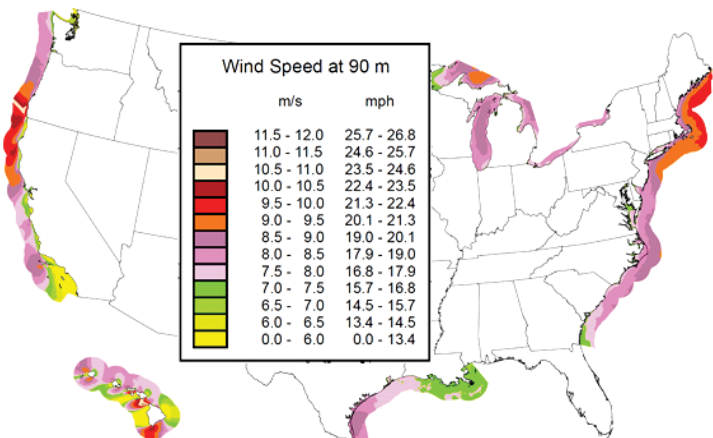 Wind Speed at 90 m
m/s mph
11.5 - 12.0 25.7 - 26.8
11.0 - 11.5 24.6 - 25.7
10.5 - 11.0 23.5 - 24.6
10.0 - 10.5 22.4 - 23.5
9.5 - 10.0 21.3 - 22.4
9.0 - 9.5 20.1 - 21.3
8.5 - 9.0 19.0 - 20.1
8.0 - 8.5 17.9 - 19.0
7.5 - 8.0 16.8 - 17.9
7.0 - 7.5 15.7 - 16.8
6.5 - 7.0 14.5 - 15.7
6.0 - 6.5 13.4 - 14.5
0.0 - 6.0 0.0 - 13.4